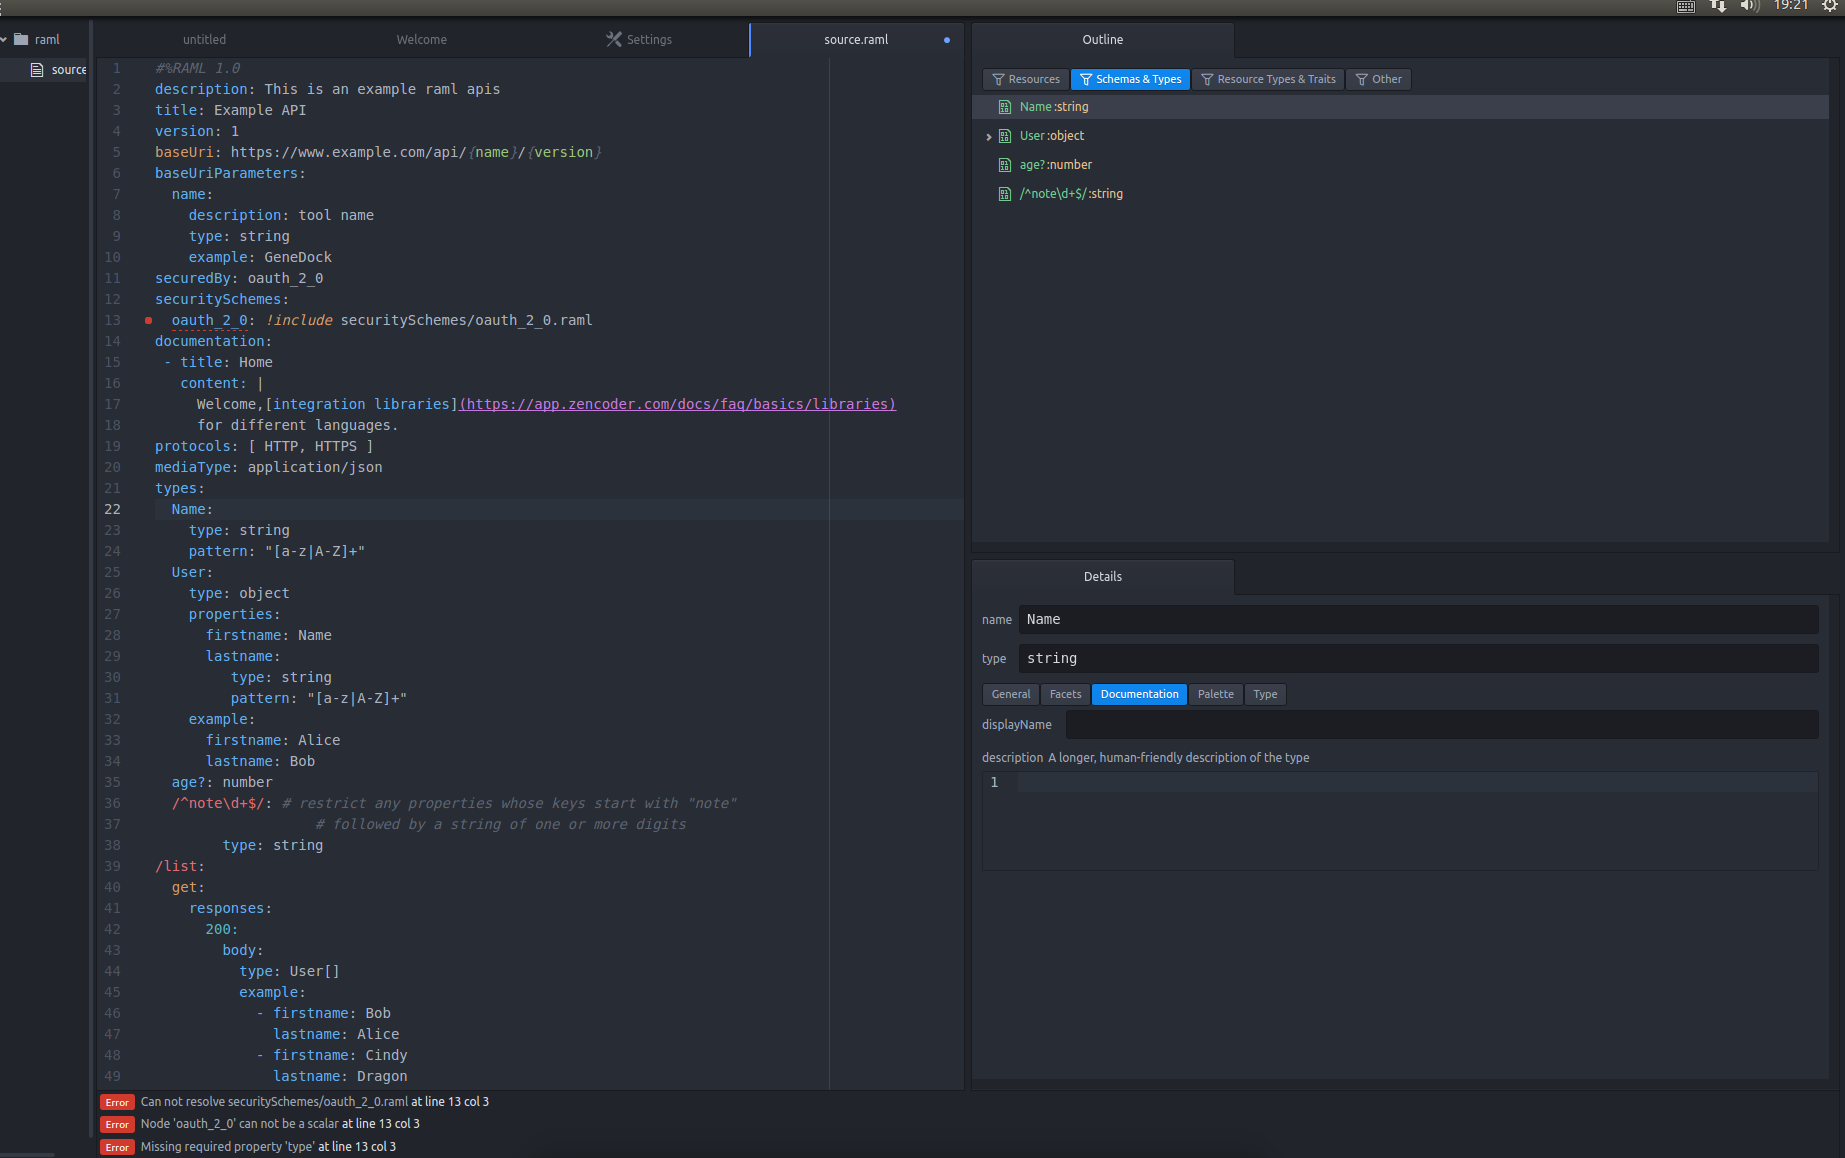 19:21
raml
source
untitled
Welcome
Settings
source.raml
1 #%RAML 1.0
2 description: This is an example raml apis
3 title: Example API
4 version: 1
5 baseUri: https://www.example.com/api/{name}/{version}
6 baseUriParameters:
7 name:
8 description: tool name
9 type: string
10 example: GeneDock
11 securedBy: oauth_2_0
12 securitySchemes:
13 oauth_2_0: !include securitySchemes/oauth_2_0.raml
14 documentation:
15 - title: Home
16 content: |
17 Welcome,[integration libraries](https://app.zencoder.com/docs/faq/basics/libraries)
18 for different languages.
19 protocols: [ HTTP, HTTPS ]
20 mediaType: application/json
21 types:
22 Name:
23 type: string
24 pattern: "[a-z|A-Z]+"
25 User:
26 type: object
27 properties:
28 firstname: Name
29 lastname:
30 type: string
31 pattern: "[a-z|A-Z]+"
32 example:
33 firstname: Alice
34 lastname: Bob
35 age?: number
36 /^note\d+$/: # restrict any properties whose keys start with "note"
37 # followed by a string of one or more digits
38 type: string
39 /list:
40 get:
41 responses:
42 200:
43 body:
44 type: User[]
45 example:
46 - firstname: Bob
47 lastname: Alice
48 - firstname: Cindy
49 lastname: Dragon
Error Can not resolve securitySchemes/oauth_2_0.raml at line 13 col 3
Error Node 'oauth_2_0' can not be a scalar at line 13 col 3
Error Missing required property 'type' at line 13 col 3
Outline
Resources
Schemas & Types
Resource Types & Traits
Other
Name:string
User:object
age?:number
/^note\d+$/:string
Details
name Name
type string
General
Facets
Documentation
Palette
Type
displayName
description A longer, human-friendly description of the type
1